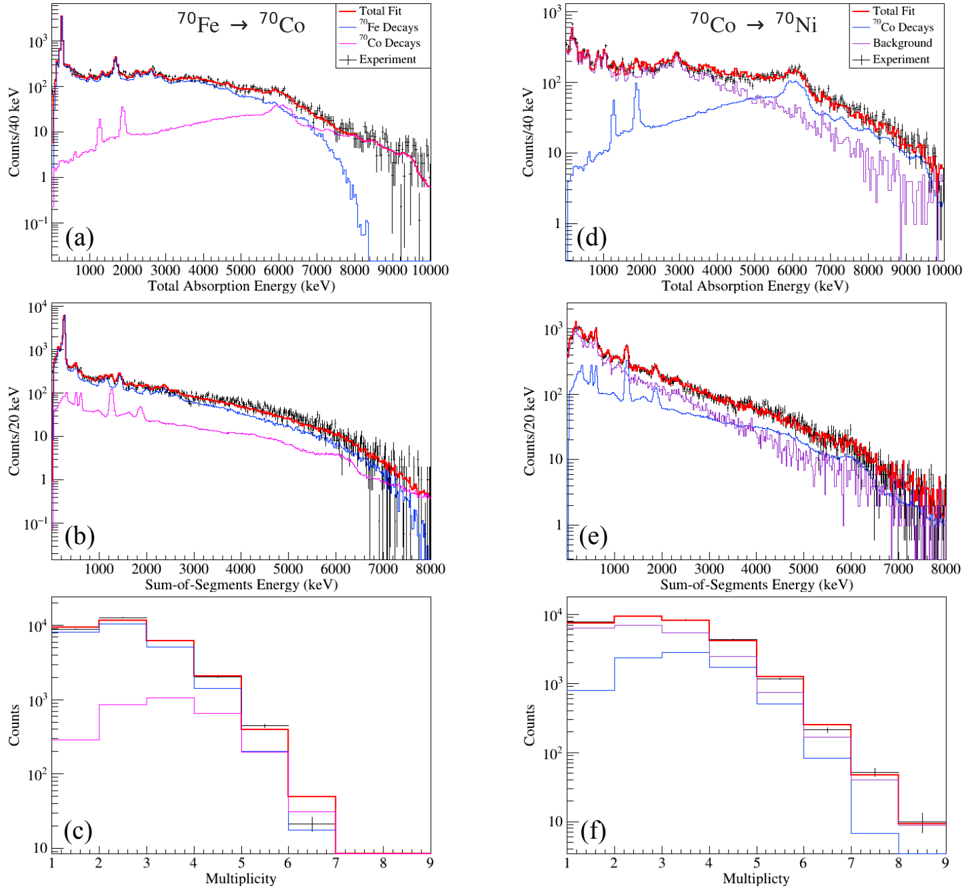 ⁷⁰Fe → ⁷⁰Co
Total Fit
⁷⁰Fe Decays
⁷⁰Co Decays
Experiment
Counts/40 keV
10³
10²
10
1
10⁻¹
(a)
1000 2000 3000 4000 5000 6000 7000 8000 9000 10000
Total Absorption Energy (keV)
⁷⁰Co → ⁷⁰Ni
Total Fit
⁷⁰Co Decays
Background
Experiment
Counts/40 keV
10³
10²
10
1
(d)
1000 2000 3000 4000 5000 6000 7000 8000 9000 10000
Total Absorption Energy (keV)
Counts/20 keV
10⁴
10³
10²
10
1
10⁻¹
(b)
1000 2000 3000 4000 5000 6000 7000 8000
Sum-of-Segments Energy (keV)
Counts/20 keV
10³
10²
10
1
(e)
1000 2000 3000 4000 5000 6000 7000 8000
Sum-of-Segments Energy (keV)
Counts
10⁴
10³
10²
10
(c)
1 2 3 4 5 6 7 8 9
Multiplicity
Counts
10⁴
10³
10²
10
(f)
1 2 3 4 5 6 7 8 9
Multiplicity